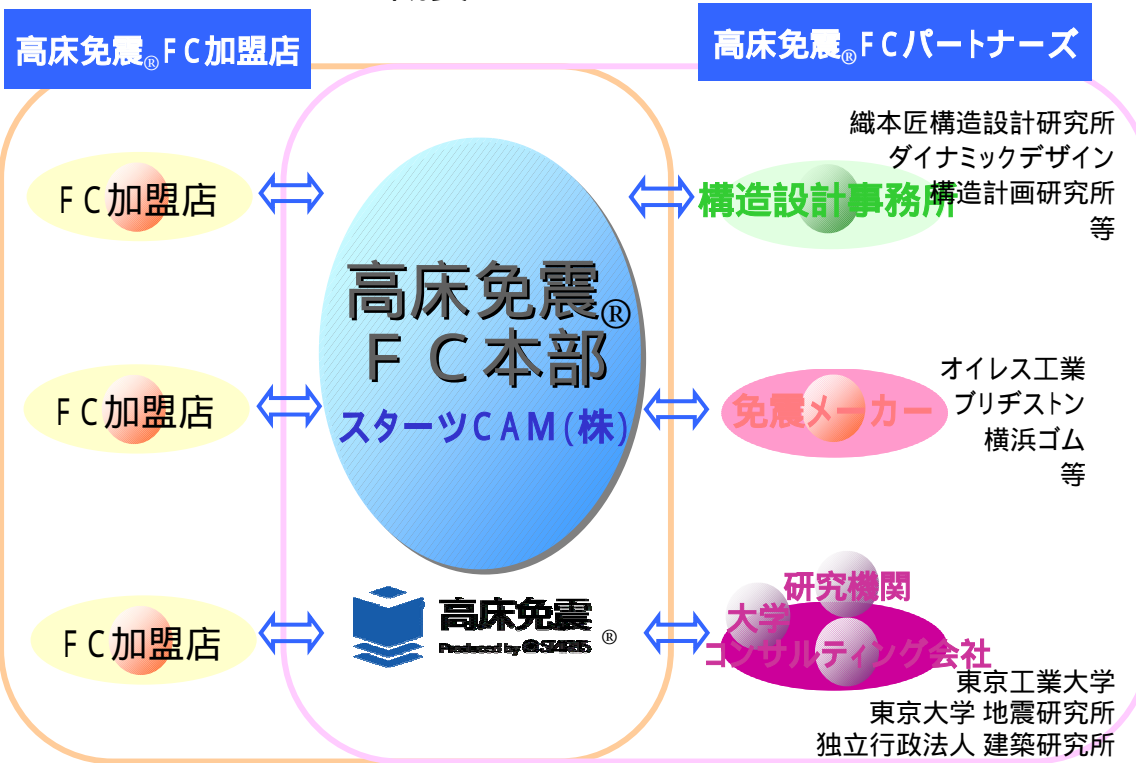 高床免震®FC加盟店
高床免震®FCパートナーズ
FC加盟店
FC加盟店
FC加盟店
高床免震®
FC本部
スターツCAM(株)
高床免震®
Produced by STARTS
構造設計事務所
織本匠構造設計研究所
ダイナミックデザイン
構造計画研究所
等
免震メーカー
オイレス工業
ブリヂストン
横浜ゴム
等
研究機関
大学
コンサルティング会社
東京工業大学
東京大学 地震研究所
独立行政法人 建築研究所